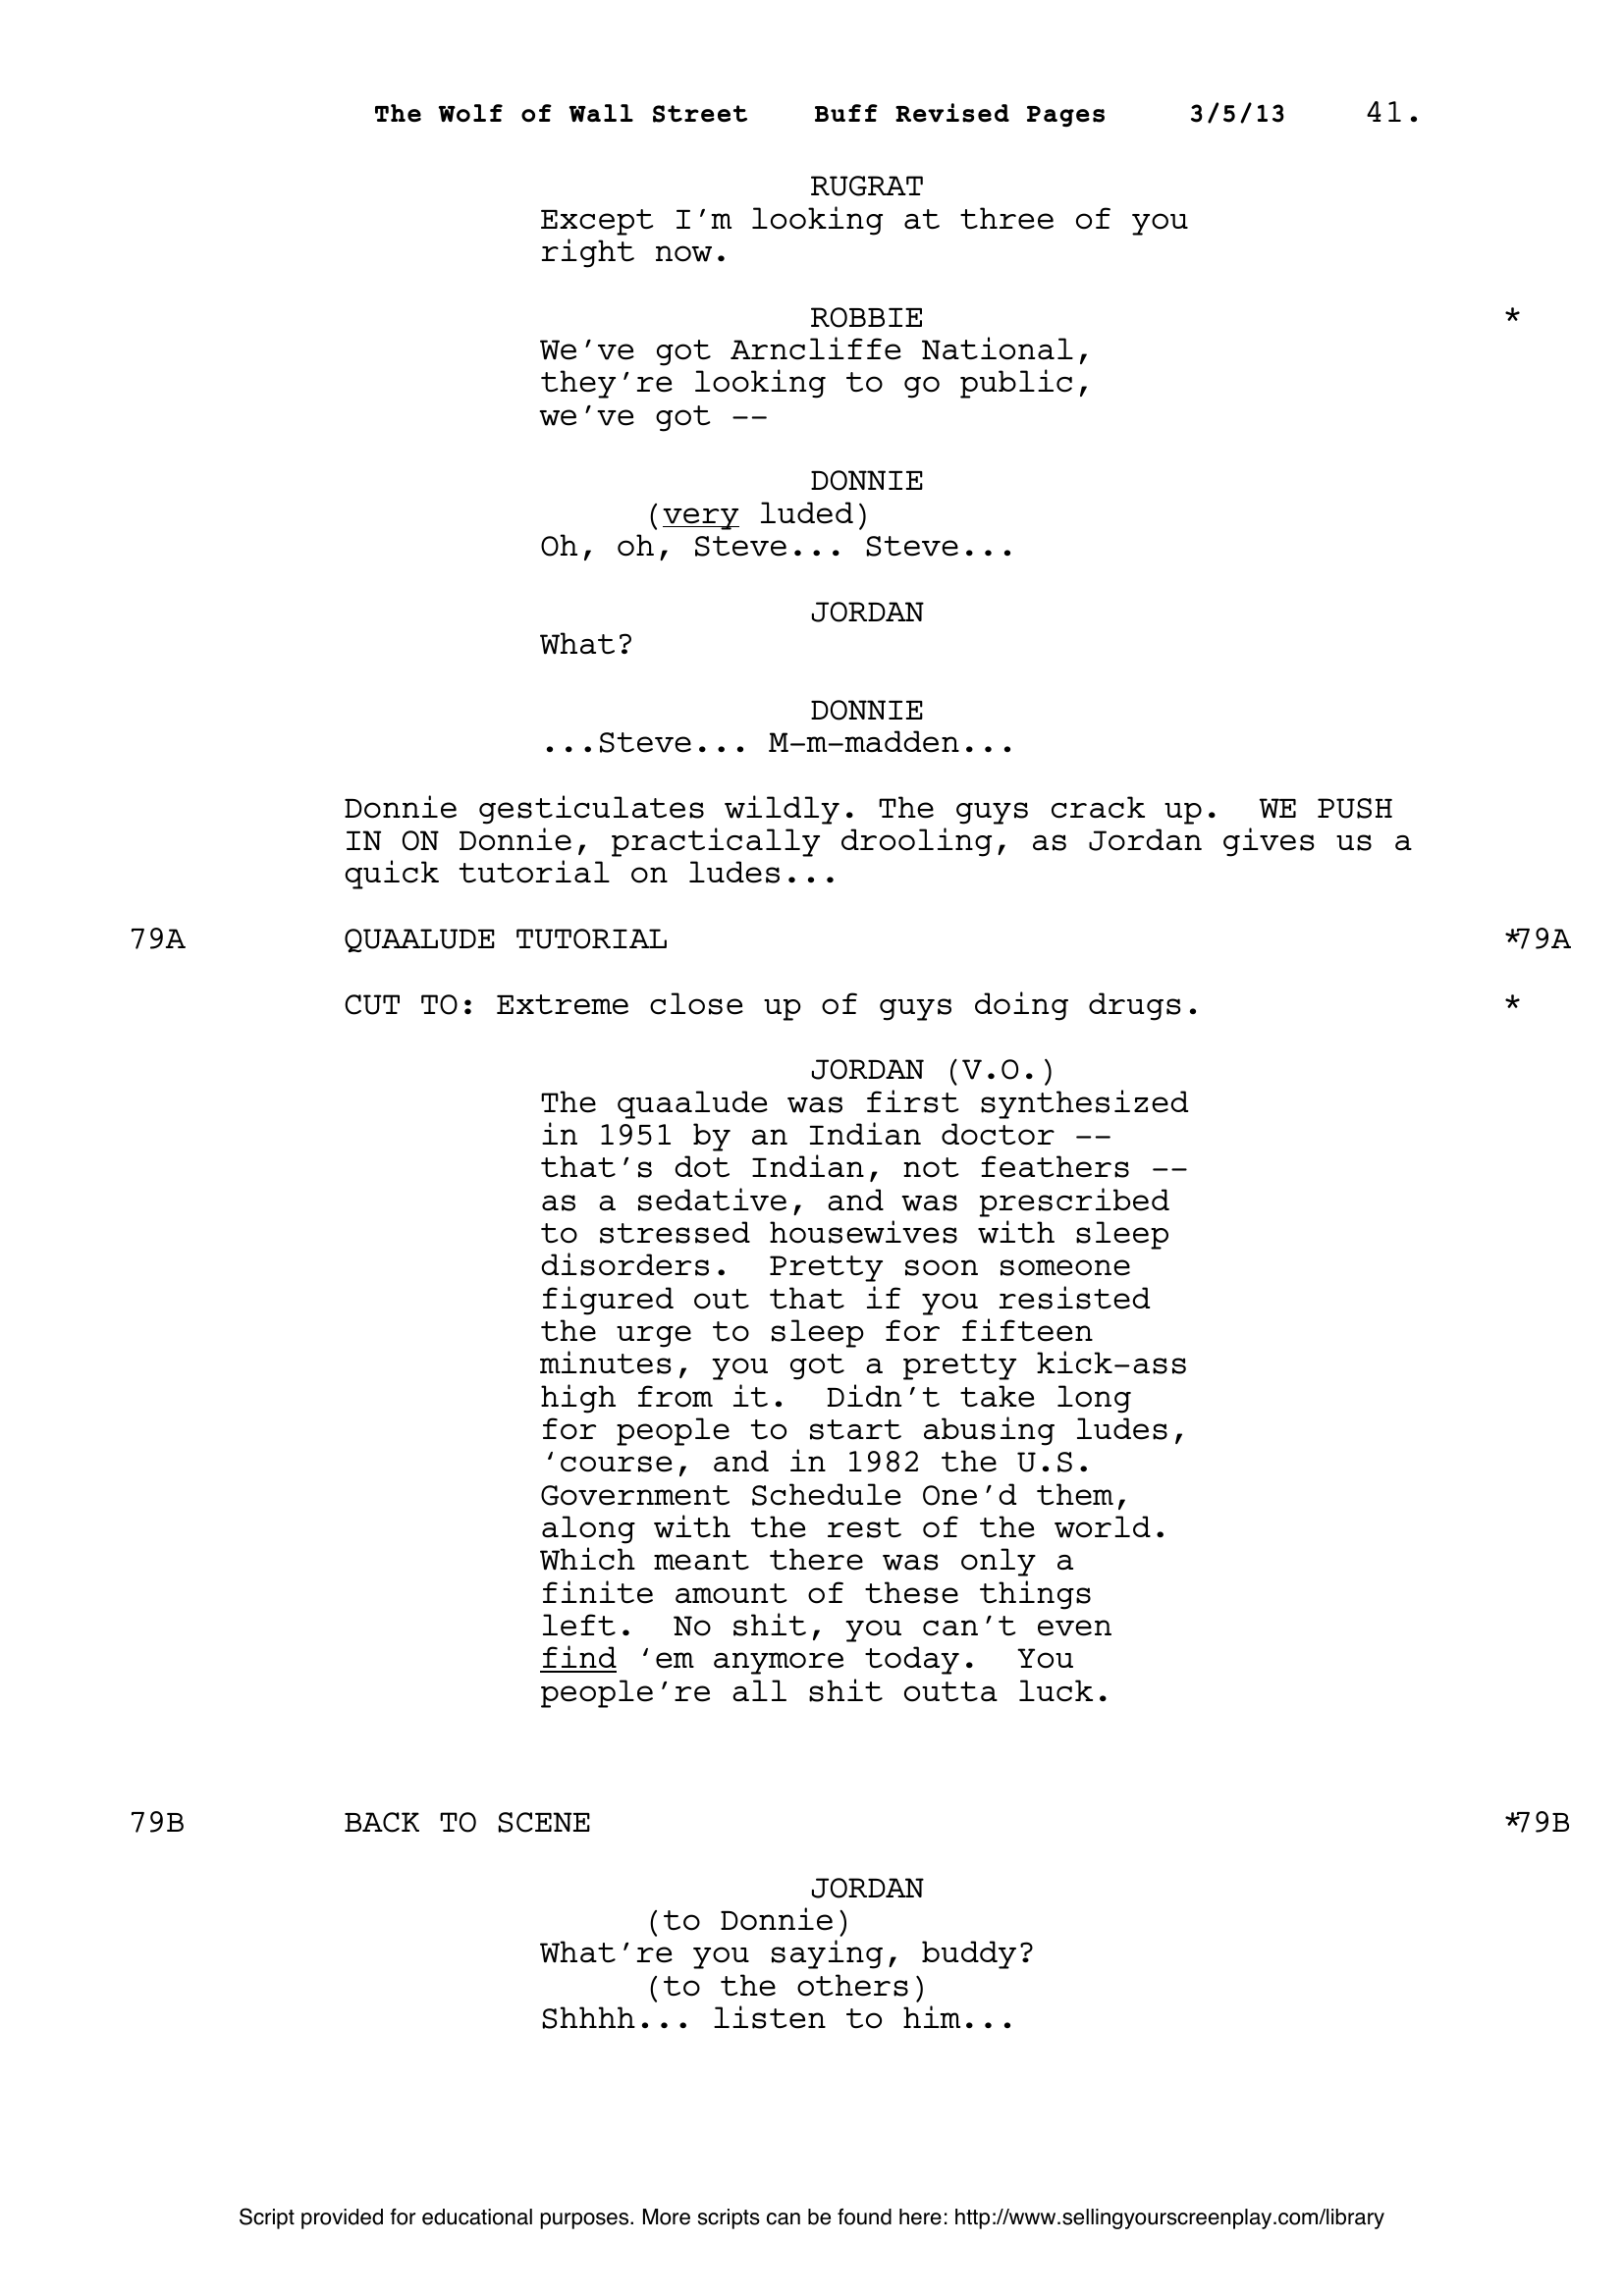 The Wolf of Wall Street Buff Revised Pages 3/5/13 41.
RUGRAT
Except I’m looking at three of you
right now.
ROBBIE *
We’ve got Arncliffe National,
they’re looking to go public,
we’ve got --
DONNIE
(very luded)
Oh, oh, Steve... Steve...
JORDAN
What?
DONNIE
...Steve... M-m-madden...
Donnie gesticulates wildly. The guys crack up. WE PUSH
IN ON Donnie, practically drooling, as Jordan gives us a
quick tutorial on ludes...
79A QUAALUDE TUTORIAL *79A
CUT TO: Extreme close up of guys doing drugs. *
JORDAN (V.O.)
The quaalude was first synthesized
in 1951 by an Indian doctor --
that’s dot Indian, not feathers --
as a sedative, and was prescribed
to stressed housewives with sleep
disorders. Pretty soon someone
figured out that if you resisted
the urge to sleep for fifteen
minutes, you got a pretty kick-ass
high from it. Didn’t take long
for people to start abusing ludes,
‘course, and in 1982 the U.S.
Government Schedule One’d them,
along with the rest of the world.
Which meant there was only a
finite amount of these things
left. No shit, you can’t even
find ‘em anymore today. You
people’re all shit outta luck.
79B BACK TO SCENE *79B
JORDAN
(to Donnie)
What’re you saying, buddy?
(to the others)
Shhhh... listen to him...
Script provided for educational purposes. More scripts can be found here: http://www.sellingyourscreenplay.com/library